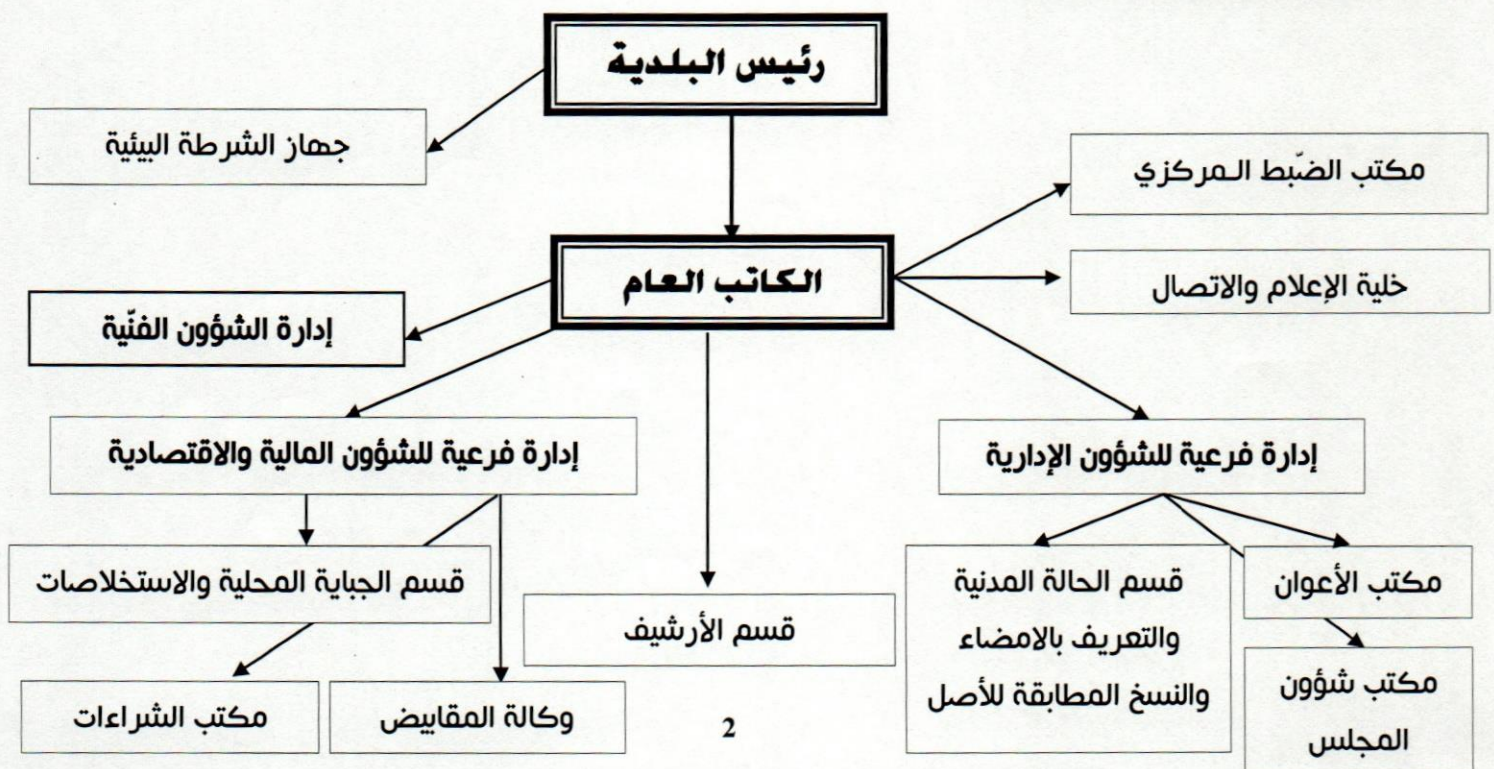 رئيس البلدية
جهاز الشرطة البيئية
مكتب الضّبط الـمركزي
الكاتب العام
خلية الإعلام والاتصال
إدارة الشؤون الفنّية
إدارة فرعية للشؤون الإدارية
إدارة فرعية للشؤون المالية والاقتصادية
مكتب الأعوان
قسم الحالة المدنية
والتعريف بالامضاء
والنسخ المطابقة للأصل
قسم الجباية المحلية والاستخلاصات
قسم الأرشيف
مكتب شؤون
المجلس
وكالة المقابيض
مكتب الشراءات
2